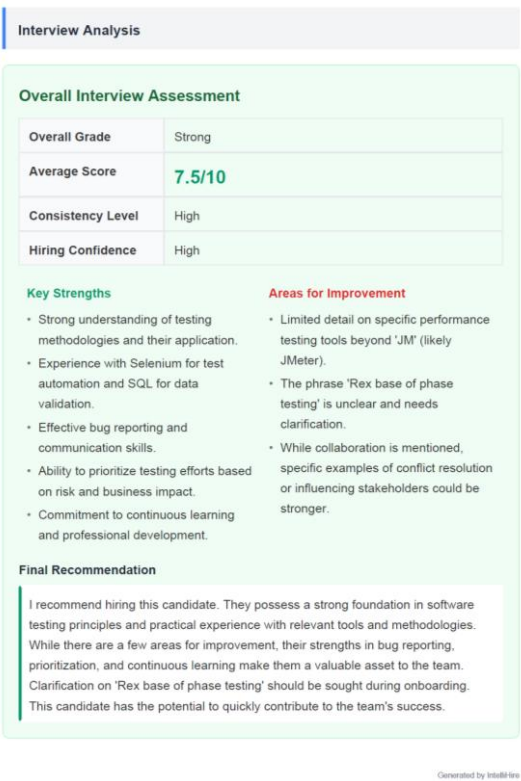 Interview Analysis
Overall Interview Assessment
Overall Grade Strong
Average Score 7.5/10
Consistency Level High
Hiring Confidence High
Key Strengths
• Strong understanding of testing
methodologies and their application.
• Experience with Selenium for test
automation and SQL for data
validation.
• Effective bug reporting and
communication skills.
• Ability to prioritize testing efforts based
on risk and business impact.
• Commitment to continuous learning
and professional development.
Areas for Improvement
• Limited detail on specific performance
testing tools beyond 'JM' (likely
JMeter).
• The phrase 'Rex base of phase
testing' is unclear and needs
clarification.
• While collaboration is mentioned,
specific examples of conflict resolution
or influencing stakeholders could be
stronger.
Final Recommendation
I recommend hiring this candidate. They possess a strong foundation in software
testing principles and practical experience with relevant tools and methodologies.
While there are a few areas for improvement, their strengths in bug reporting,
prioritization, and continuous learning make them a valuable asset to the team.
Clarification on 'Rex base of phase testing' should be sought during onboarding.
This candidate has the potential to quickly contribute to the team's success.
Generated by IntelliHire